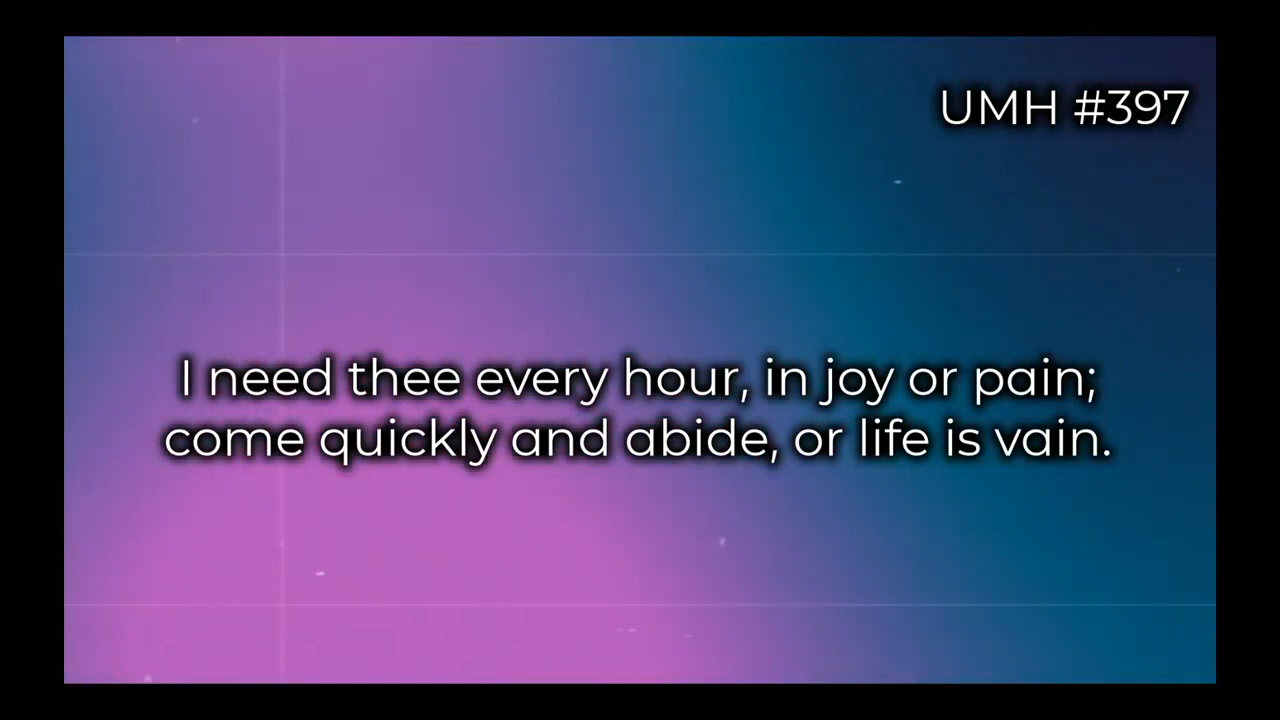 UMH #397
I need thee every hour, in joy or pain;
come quickly and abide, or life is vain.